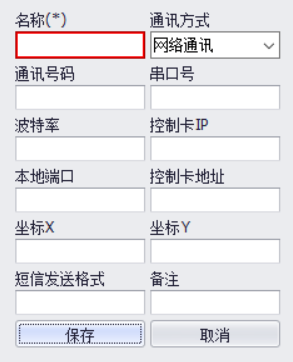 名称(*) 通讯方式
网络通讯
通讯号码 串口号
波特率 控制卡IP
本地端口 控制卡地址
坐标X 坐标Y
短信发送格式 备注
保存 取消